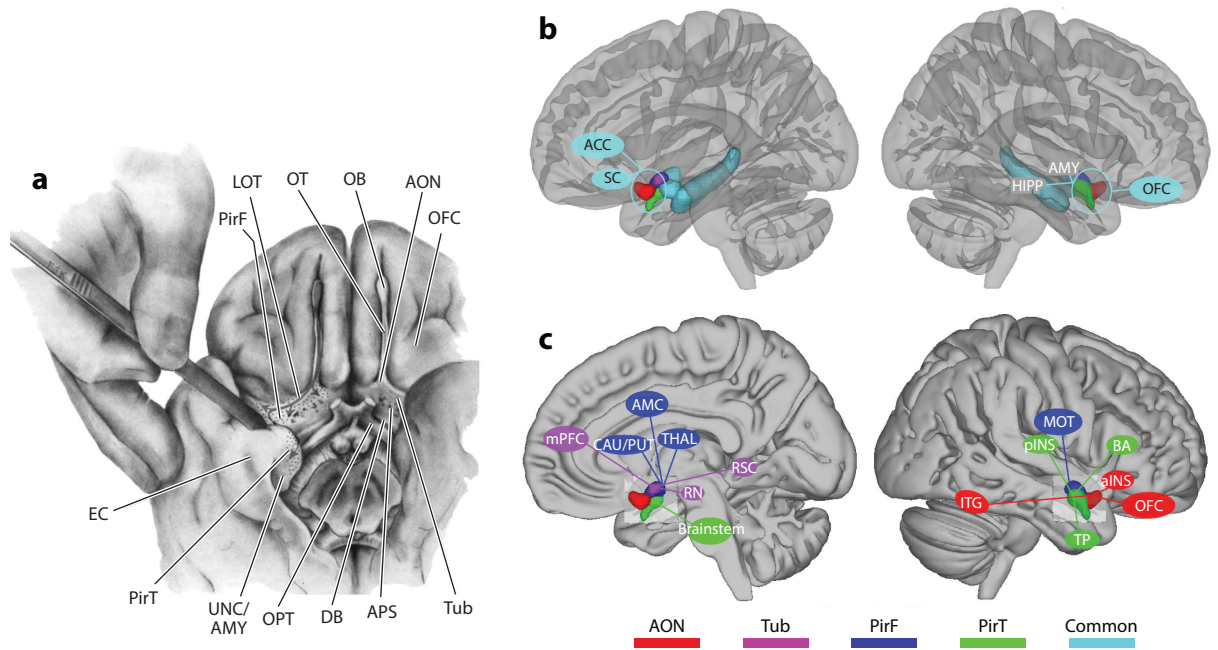 a
LOT
OT
OB
AON
PirF
OFC
FSK
EC
PirT
UNC/
AMY
OPT
DB
APS
Tub
b
ACC
SC
AMY
HIPP
OFC
c
AMC
mPFC
CAU/PUT
THAL
RSC
RN
Brainstem
MOT
pINS
BA
aINS
ITG
OFC
TP
AON
Tub
PirF
PirT
Common